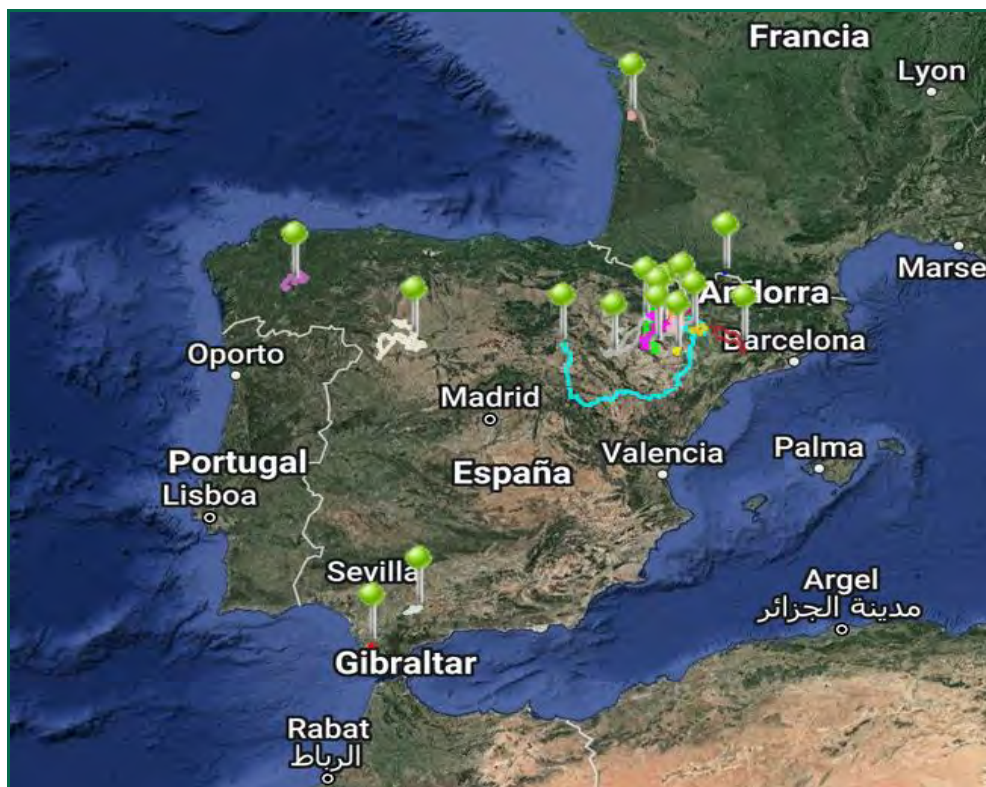 Francia
Lyon
Marse
Andorra
Barcelona
Oporto
Madrid
Portugal
Lisboa
España
Valencia
Palma
Sevilla
Argel
مدينة الجزائر
Gibraltar
Rabat
الرباط